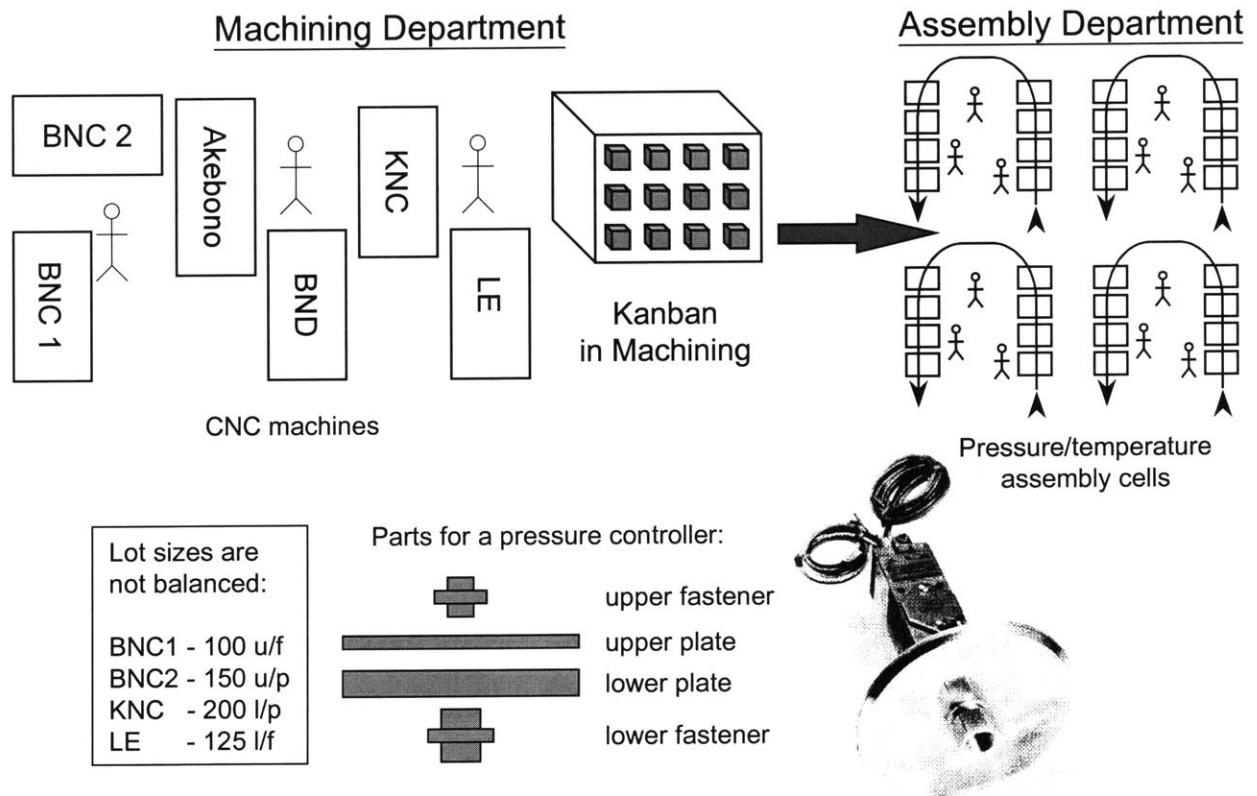 Machining Department
Assembly Department
BNC 2
Akebono
KNC
BNC 1
BND
LE
Kanban
in Machining
CNC machines
Pressure/temperature
assembly cells
Lot sizes are
not balanced:
BNC1 - 100 u/f
BNC2 - 150 u/p
KNC - 200 l/p
LE - 125 l/f
Parts for a pressure controller:
upper fastener
upper plate
lower plate
lower fastener